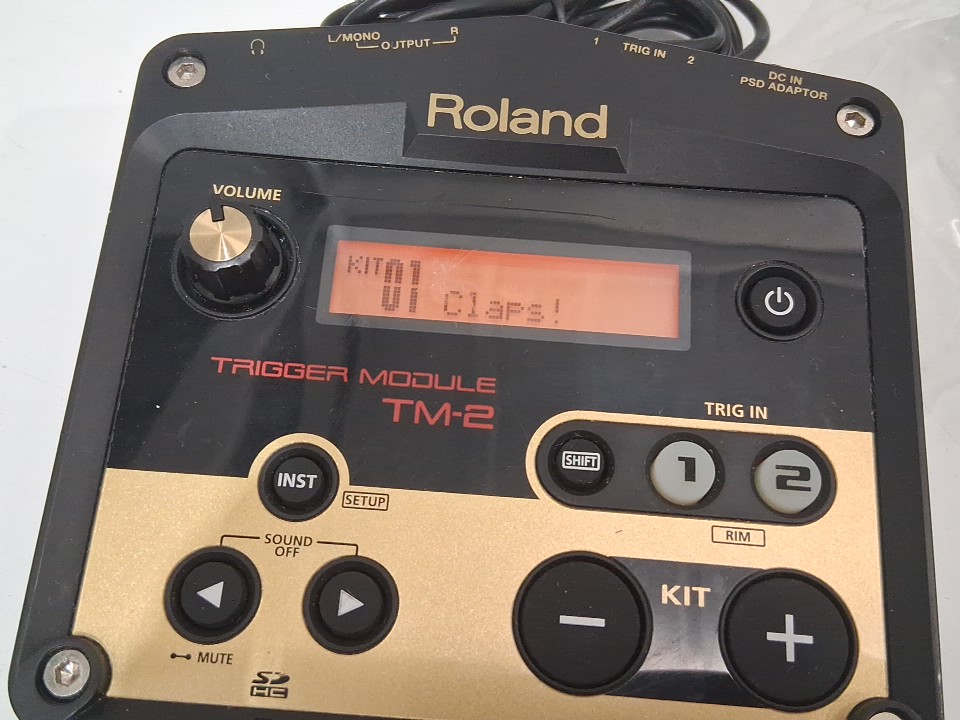 L/MONO
OUTPUT
R
1 TRIG IN 2
DC IN
PSD ADAPTOR
Roland
VOLUME
KIT 01 Claps!
TRIGGER MODULE
TM-2
TRIG IN
SHIFT 1 2
INST
SETUP
RIM
SOUND
OFF
KIT
MUTE
SD
HC